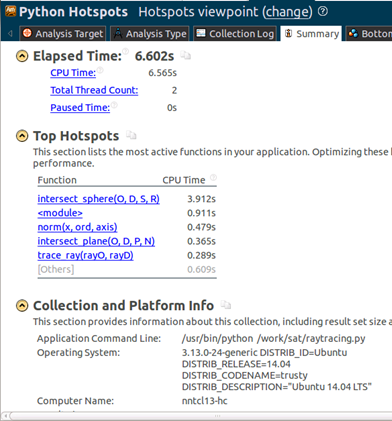 Python Hotspots Hotspots viewpoint (change) ?
Analysis Target Analysis Type Collection Log Summary Bottom
Elapsed Time: 6.602s
CPU Time: 6.565s
Total Thread Count: 2
Paused Time: 0s
Top Hotspots
This section lists the most active functions in your application. Optimizing these
performance.
Function CPU Time
intersect_sphere(O, D, S, R) 3.912s
<module> 0.911s
norm(x, ord, axis) 0.479s
intersect_plane(O, D, P, N) 0.365s
trace_ray(rayO, rayD) 0.289s
[Others] 0.609s
Collection and Platform Info
This section provides information about this collection, including result set size a
Application Command Line: /usr/bin/python /work/sat/raytracing.py
Operating System: 3.13.0-24-generic DISTRIB_ID=Ubuntu
DISTRIB_RELEASE=14.04
DISTRIB_CODENAME=trusty
DISTRIB_DESCRIPTION="Ubuntu 14.04 LTS"
Computer Name: nntcl13-hc